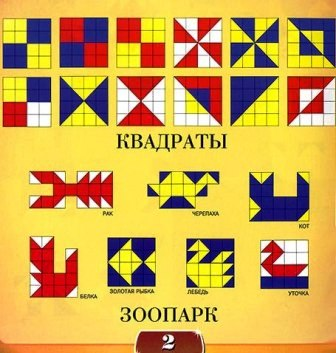 КВАДРАТЫ
РАК
ЧЕРЕПАХА
КОТ
БЕЛКА
ЗОЛОТАЯ РЫБКА
ЛЕБЕДЬ
УТОЧКА
ЗООПАРК
2